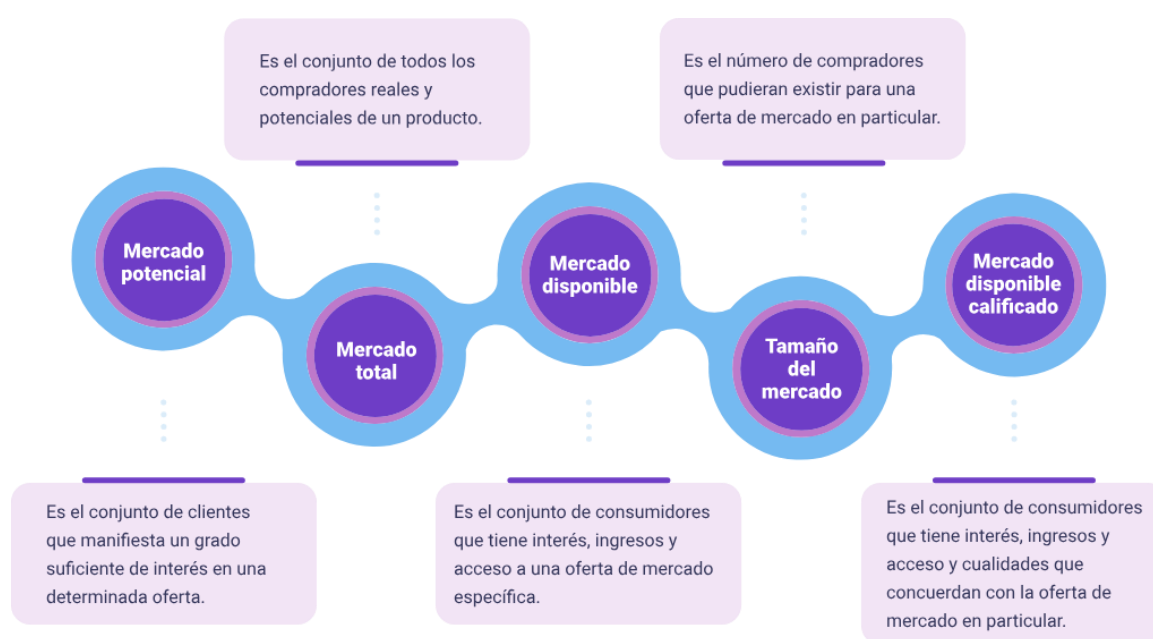 Es el conjunto de todos los
compradores reales y
potenciales de un producto.
Es el número de compradores
que pudieran existir para una
oferta de mercado en particular.
Mercado
potencial
Mercado
total
Mercado
disponible
Tamaño
del
mercado
Mercado
disponible
calificado
Es el conjunto de clientes
que manifiesta un grado
suficiente de interés en una
determinada oferta.
Es el conjunto de consumidores
que tiene interés, ingresos y
acceso a una oferta de mercado
específica.
Es el conjunto de consumidores
que tiene interés, ingresos y
acceso y cualidades que
concuerdan con la oferta de
mercado en particular.